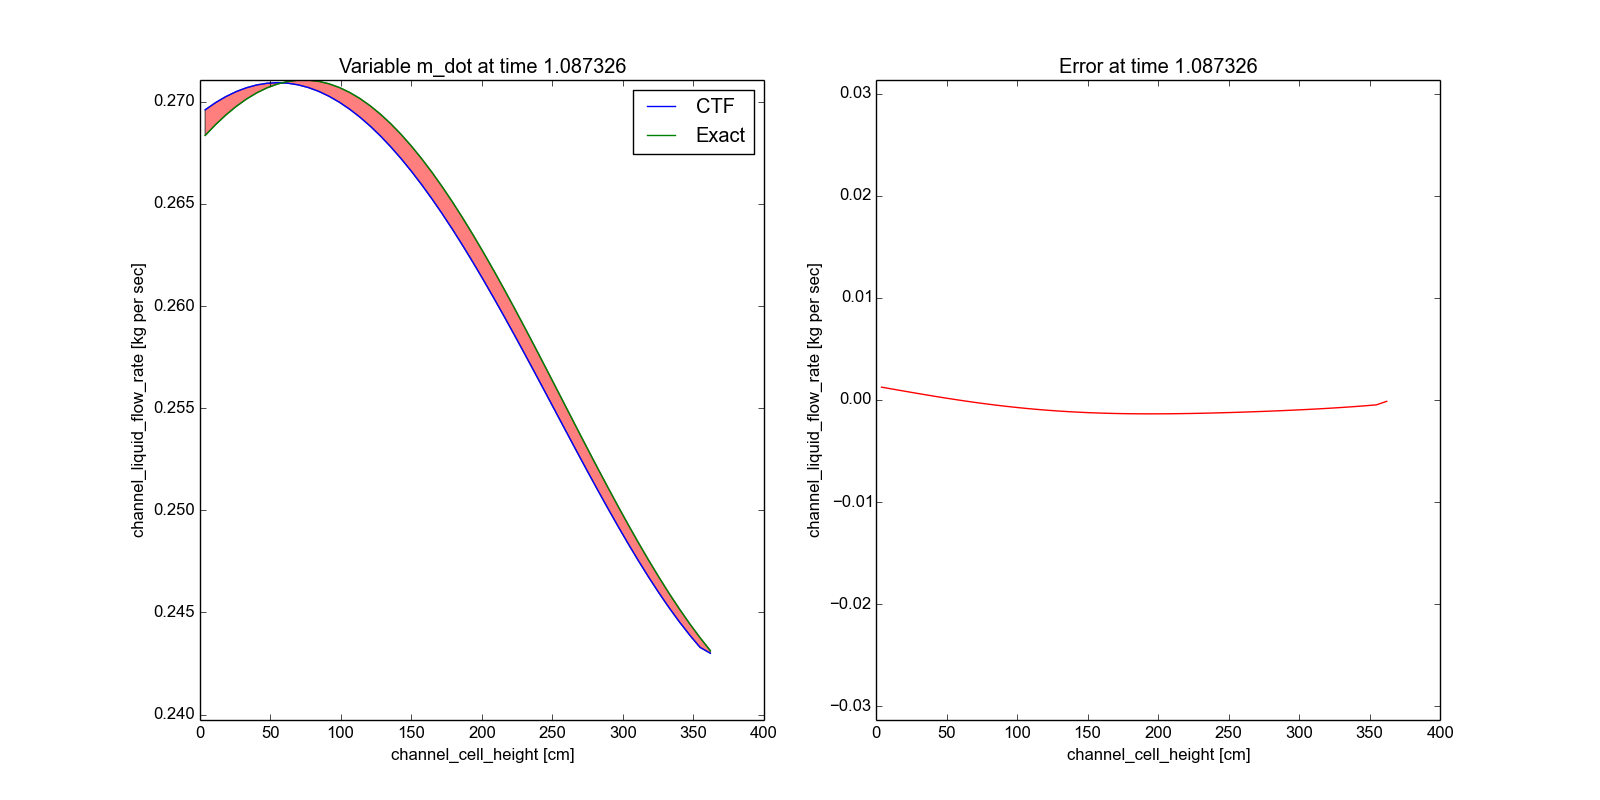 Variable m_dot at time 1.087326
channel_liquid_flow_rate [kg per sec]
0.270
0.265
0.260
0.255
0.250
0.245
0.240
CTF
Exact
0 50 100 150 200 250 300 350 400
channel_cell_height [cm]
Error at time 1.087326
channel_liquid_flow_rate [kg per sec]
0.03
0.02
0.01
0.00
−0.01
−0.02
−0.03
0 50 100 150 200 250 300 350 400
channel_cell_height [cm]